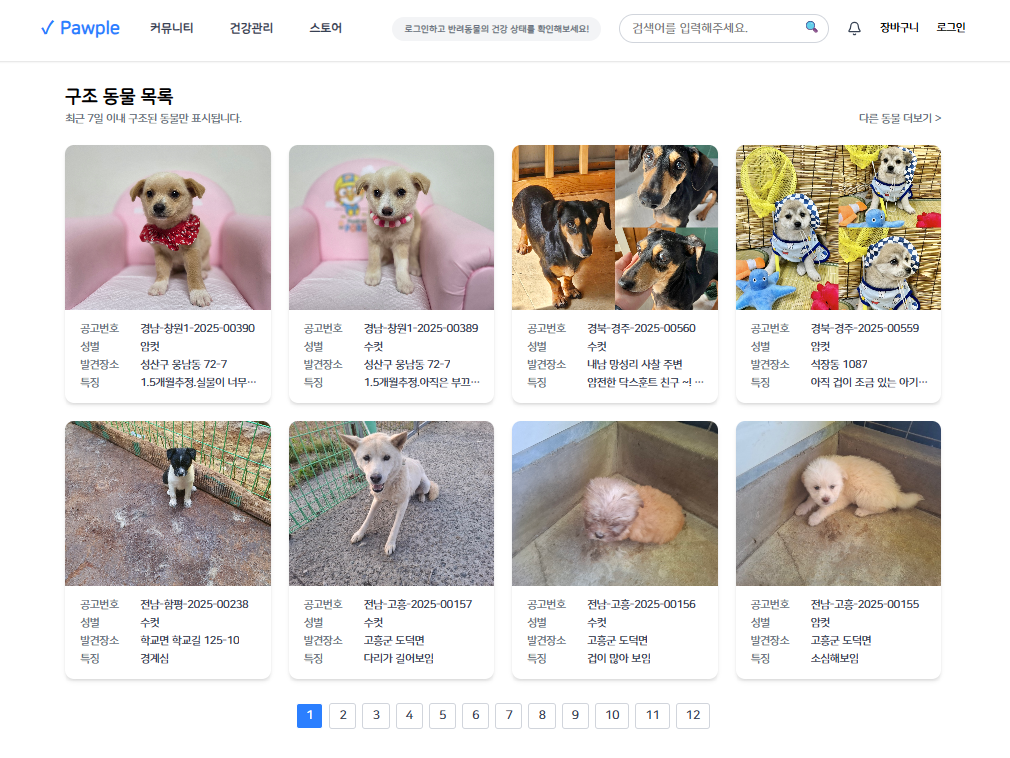 ✓ Pawple 커뮤니티 건강관리 스토어 로그인하고 반려동물의 건강 상태를 확인해보세요! 검색어를 입력해주세요. 장바구니 로그인
구조 동물 목록
최근 7일 이내 구조된 동물만 표시됩니다. 다른 동물 더보기 >
공고번호 경남-창원1-2025-00390
성별 암컷
발견장소 성산구 웅남동 72-7
특징 1.5개월추정.실물이 너무…
공고번호 경남-창원1-2025-00389
성별 수컷
발견장소 성산구 웅남동 72-7
특징 1.5개월추정.아직은 부끄…
공고번호 경북-경주-2025-00560
성별 수컷
발견장소 내남 망성리 사찰 주변
특징 얌전한 닥스훈트 친구 ~! …
공고번호 경북-경주-2025-00559
성별 암컷
발견장소 석장동 1087
특징 아직 겁이 조금 있는 아기…
공고번호 전남-함평-2025-00238
성별 수컷
발견장소 학교면 학교길 125-10
특징 경계심
공고번호 전남-고흥-2025-00157
성별 수컷
발견장소 고흥군 도덕면
특징 다리가 길어보임
공고번호 전남-고흥-2025-00156
성별 수컷
발견장소 고흥군 도덕면
특징 겁이 많아 보임
공고번호 전남-고흥-2025-00155
성별 암컷
발견장소 고흥군 도덕면
특징 소심해보임
1 2 3 4 5 6 7 8 9 10 11 12